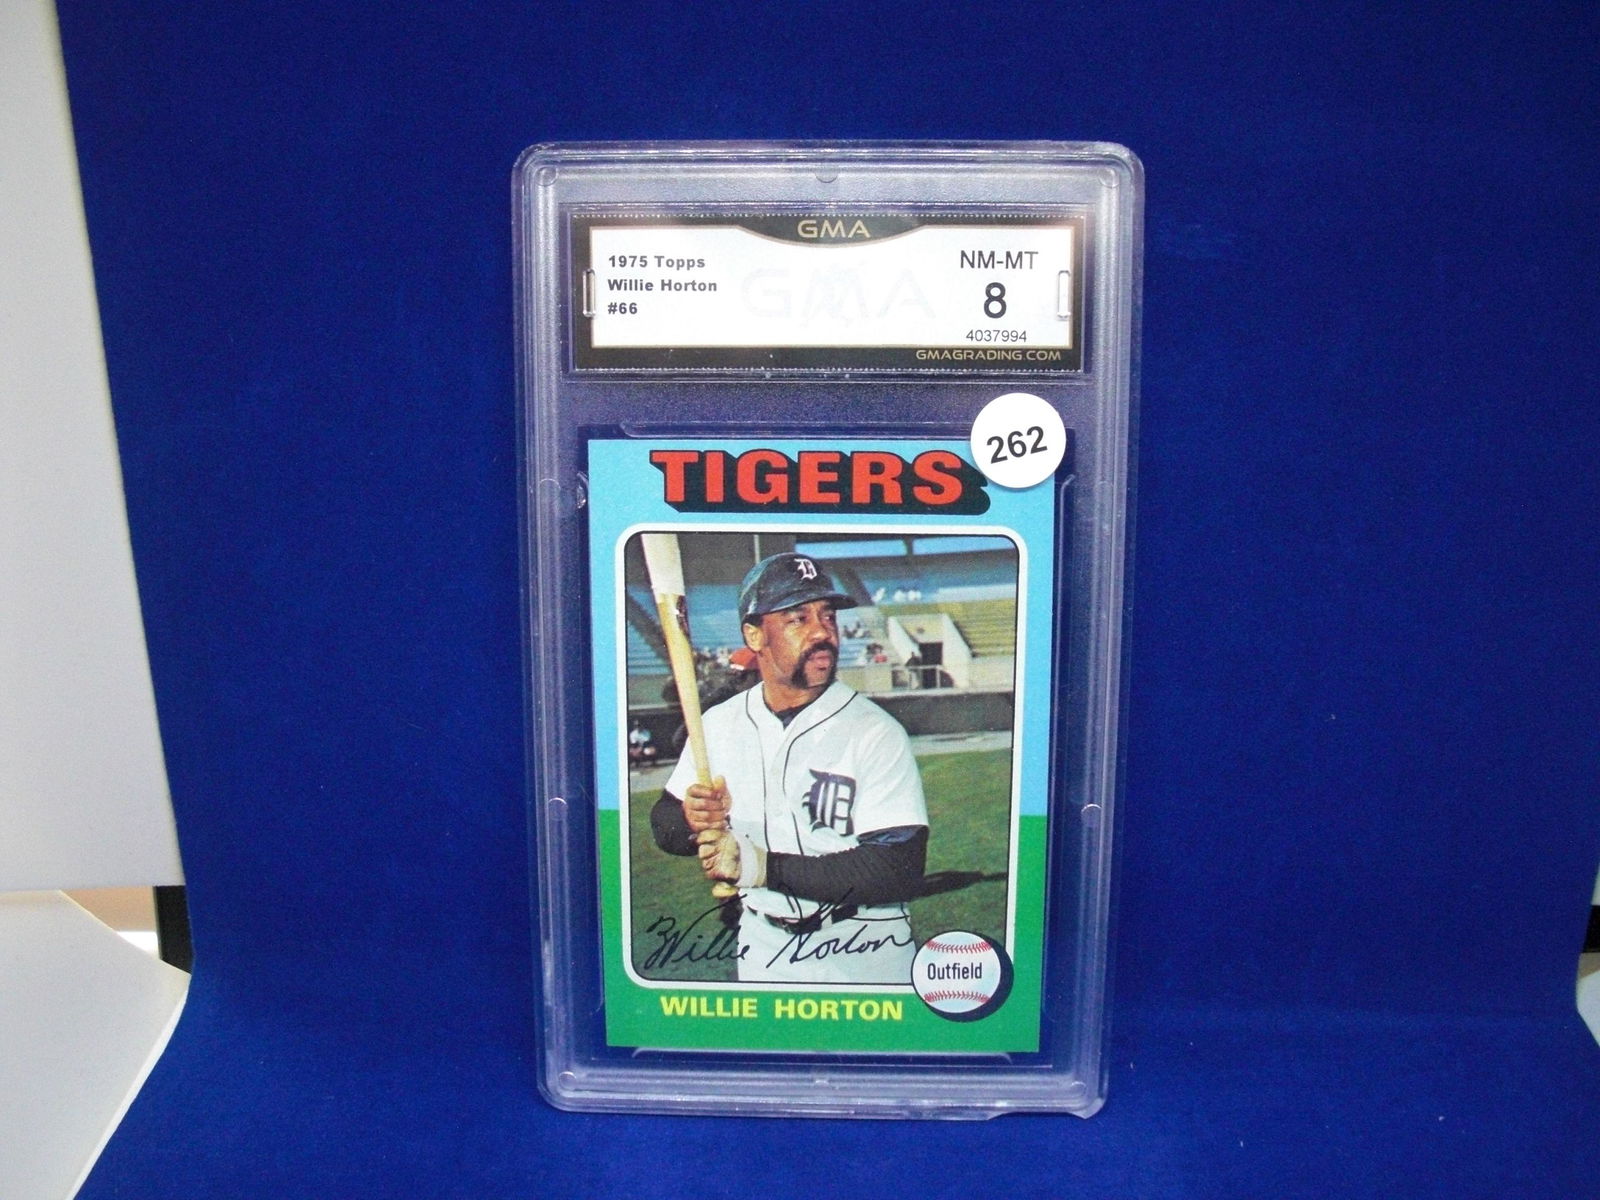 GMA
1975 Topps
Willie Horton
#66
GMA
NM-MT
8
4037994
GMAGRADING.COM
262
TIGERS
D
D
Willie Horton
Outfield
WILLIE HORTON